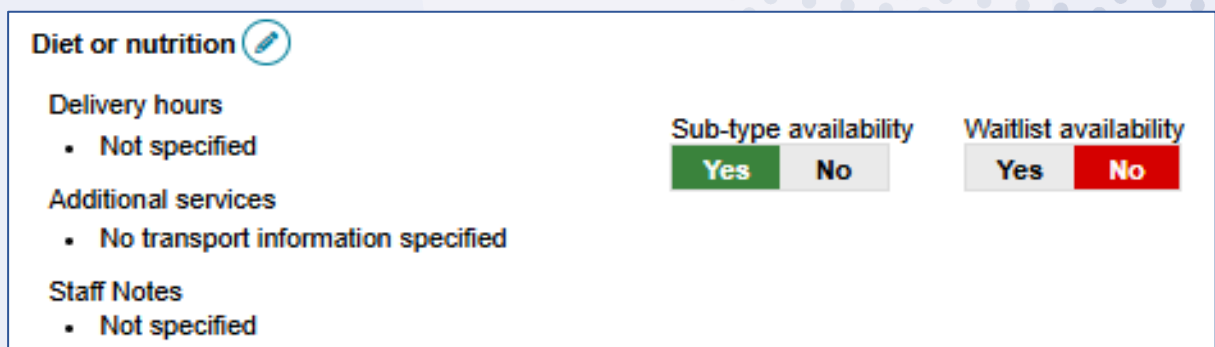 Diet or nutrition
Delivery hours
• Not specified
Additional services
• No transport information specified
Staff Notes
• Not specified
Sub-type availability
Yes No
Waitlist availability
Yes No